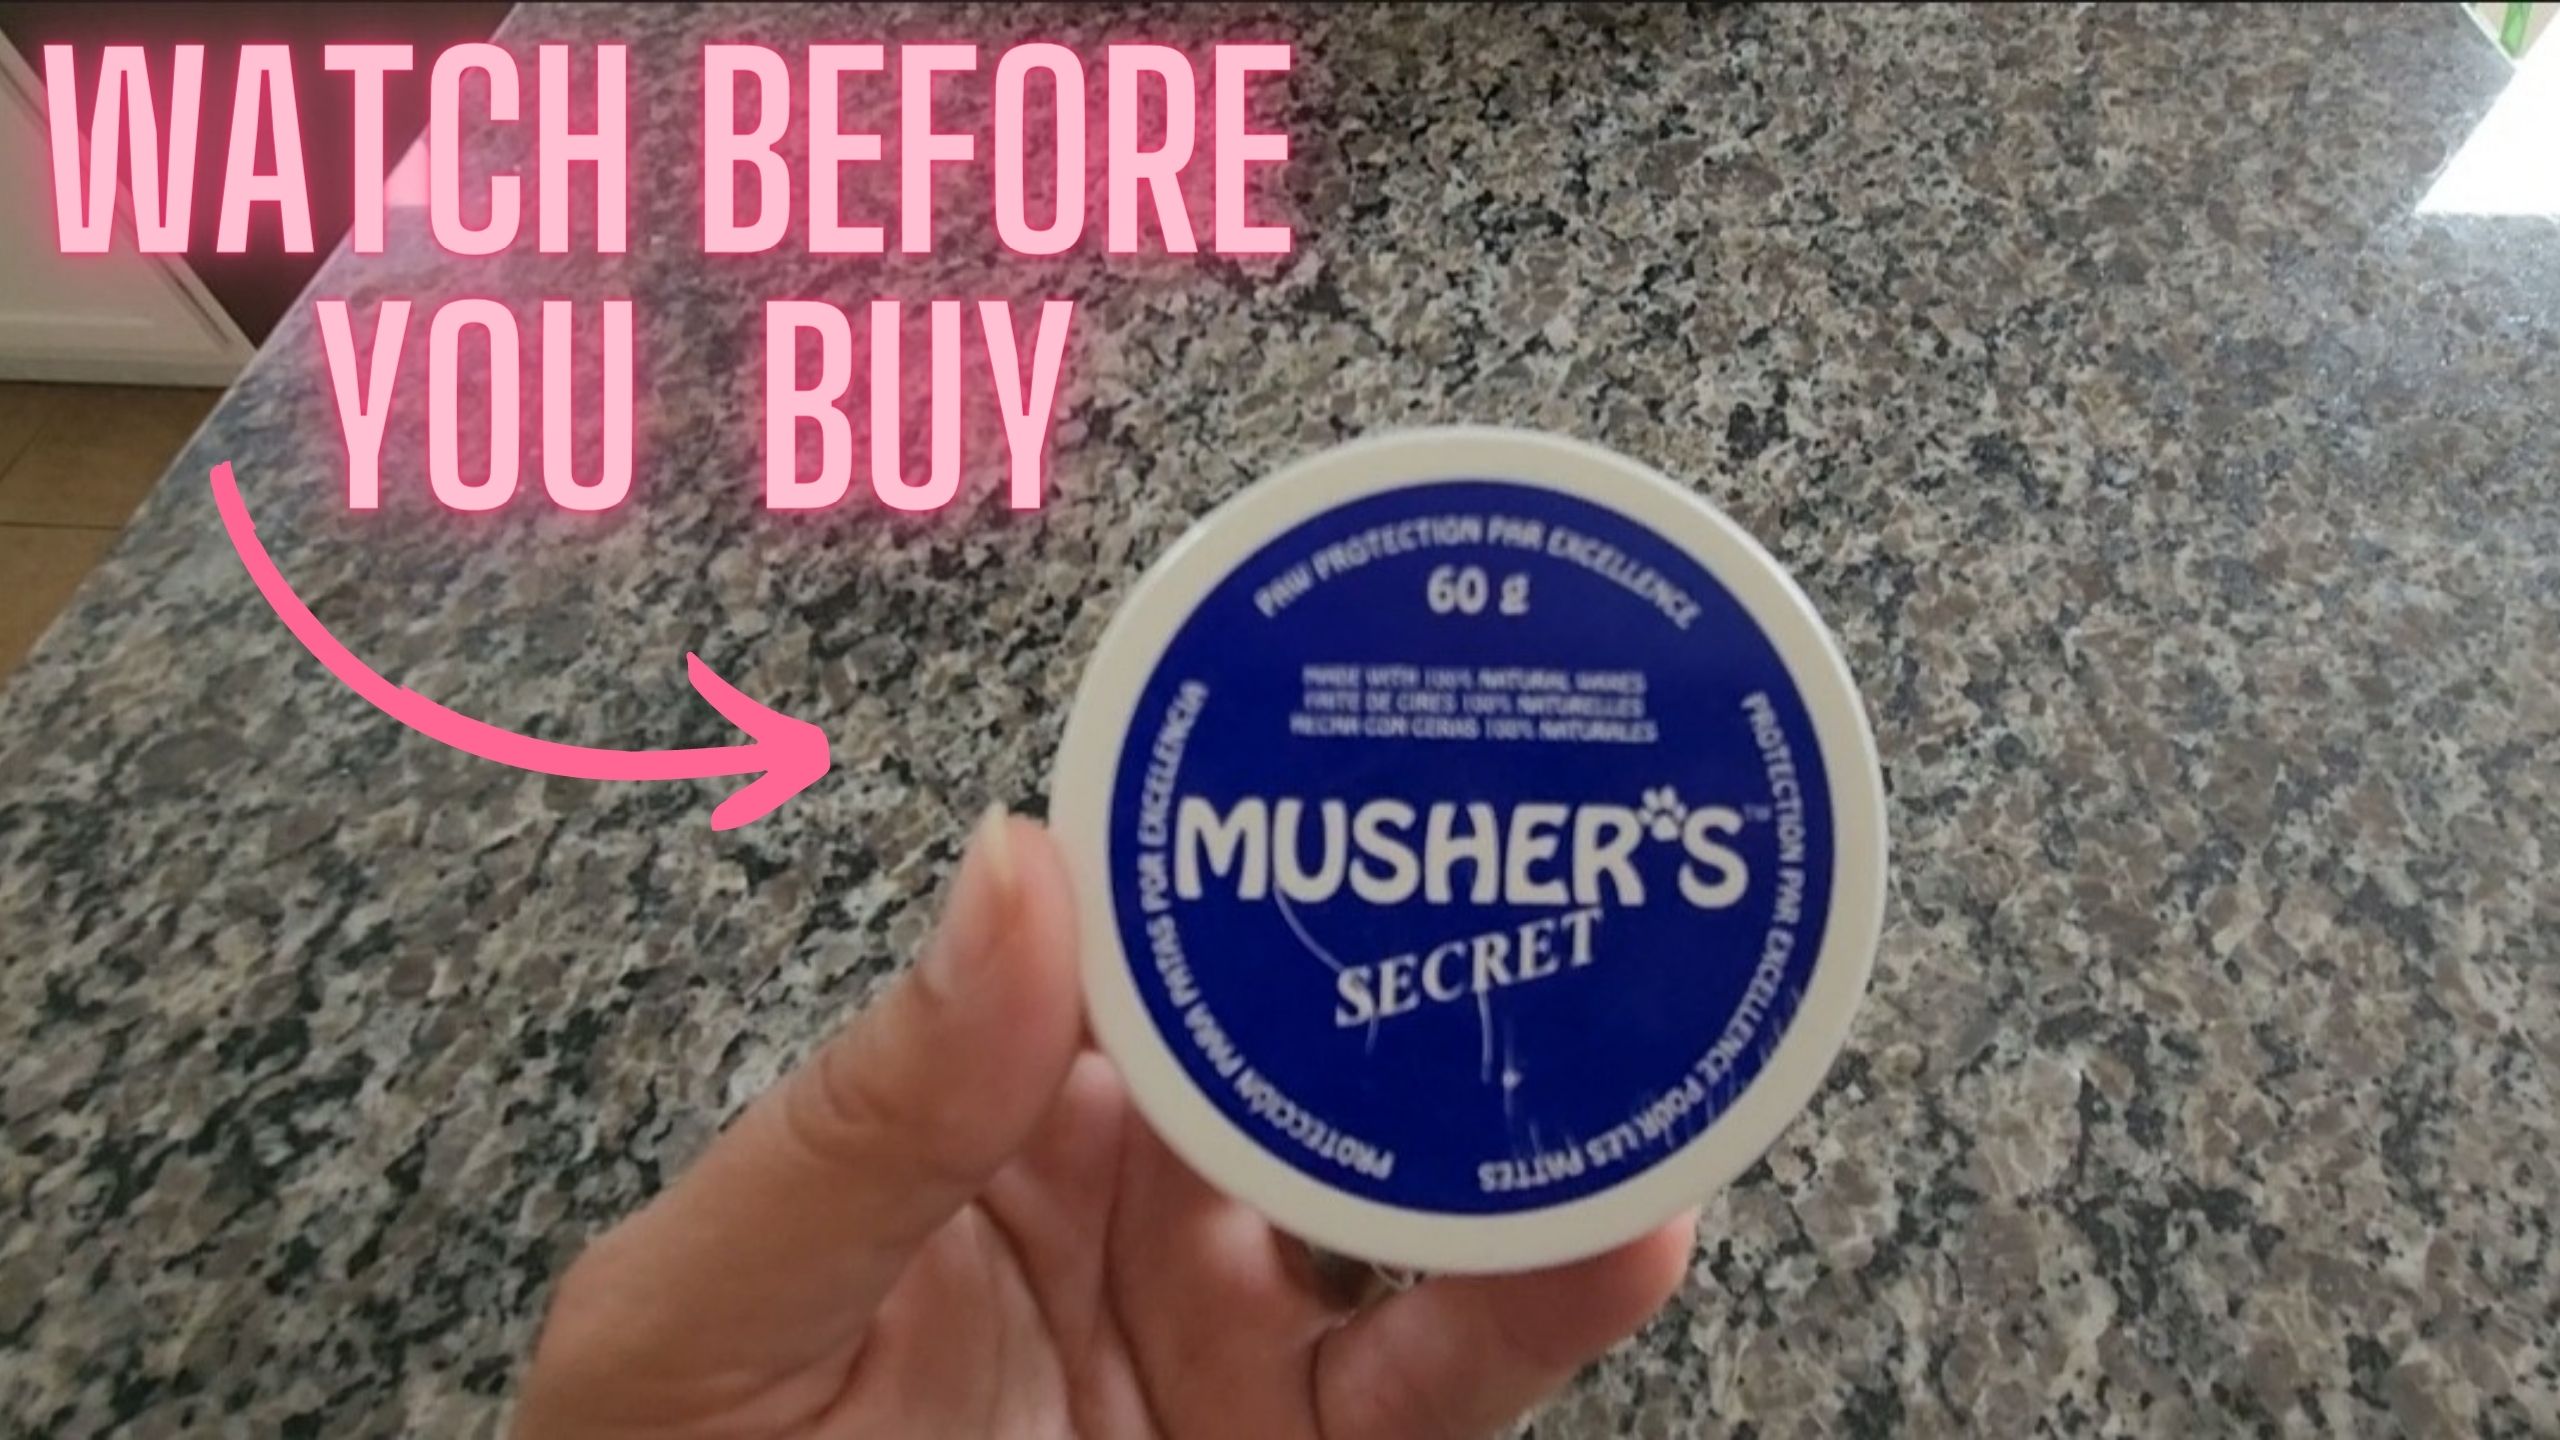 WATCH BEFORE
YOU BUY
PAW PROTECTION PAR EXCELLENCE
60 g
MADE WITH 100% NATURAL WAXES
FAITE DE CIRES 100% NATURELLES
HECHA CON CERAS 100% NATURALES
MUSHER'S™
SECRET
PROTECTION PAR EXCELLENCE POUR LES PATTES
PROTECCIÓN PARA PATAS POR EXCELENCIA